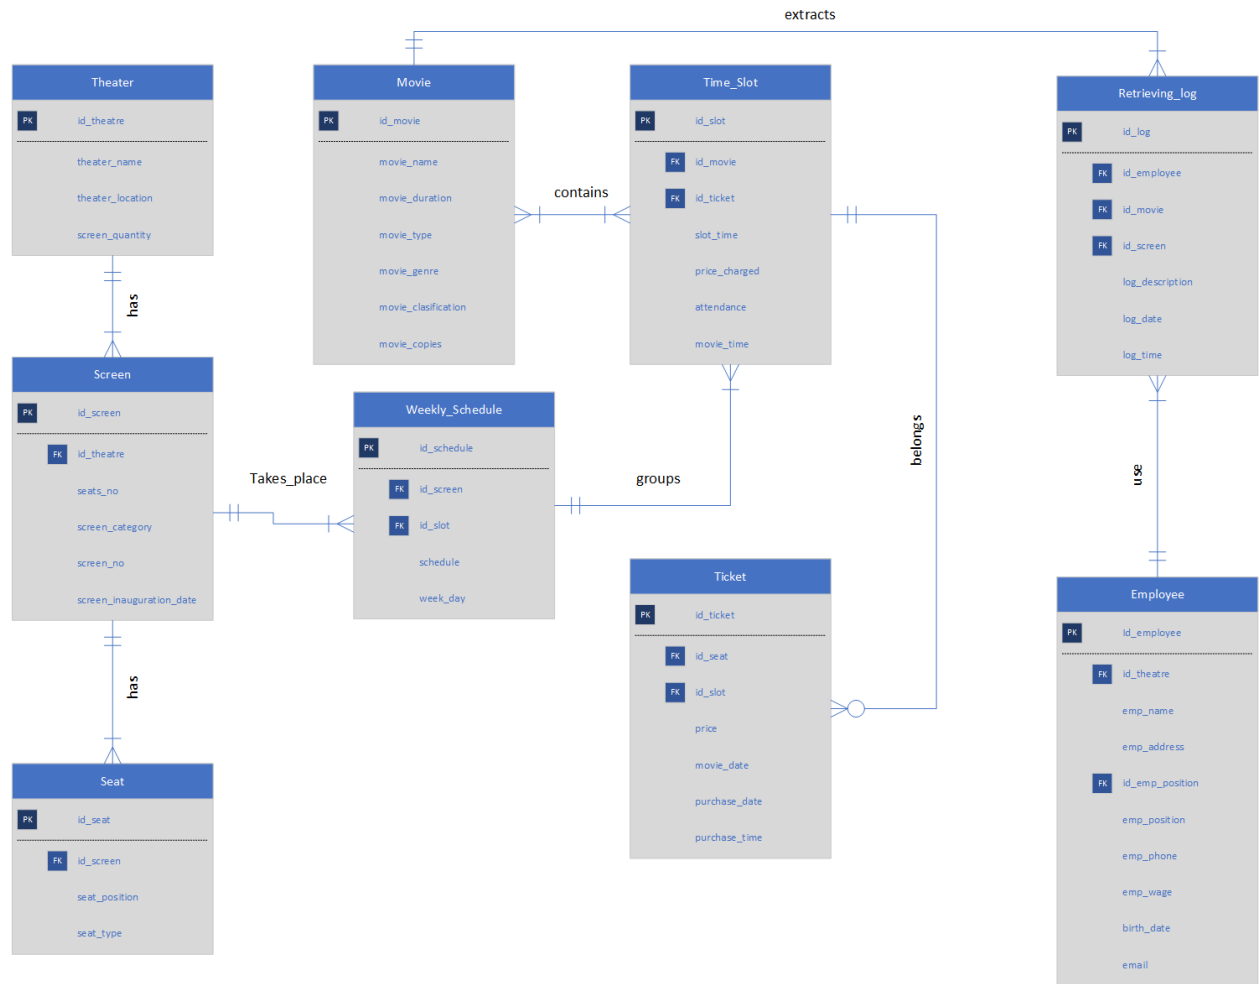 extracts
Theater
PK id_theatre
theater_name
theater_location
screen_quantity
has
Movie
PK id_movie
movie_name
movie_duration
movie_type
movie_genre
movie_clasification
movie_copies
contains
Time_Slot
PK id_slot
FK id_movie
FK id_ticket
slot_time
price_charged
attendance
movie_time
Retrieving_log
PK id_log
FK id_employee
FK id_movie
FK id_screen
log_description
log_date
log_time
Screen
PK id_screen
FK id_theatre
seats_no
screen_category
screen_no
screen_inauguration_date
Takes_place
Weekly_Schedule
PK id_schedule
FK id_screen
FK id_slot
schedule
week_day
groups
belongs
use
has
Ticket
PK id_ticket
FK id_seat
FK id_slot
price
movie_date
purchase_date
purchase_time
Employee
PK Id_employee
FK id_theatre
emp_name
emp_address
FK id_emp_position
emp_position
emp_phone
emp_wage
birth_date
email
Seat
PK id_seat
FK id_screen
seat_position
seat_type